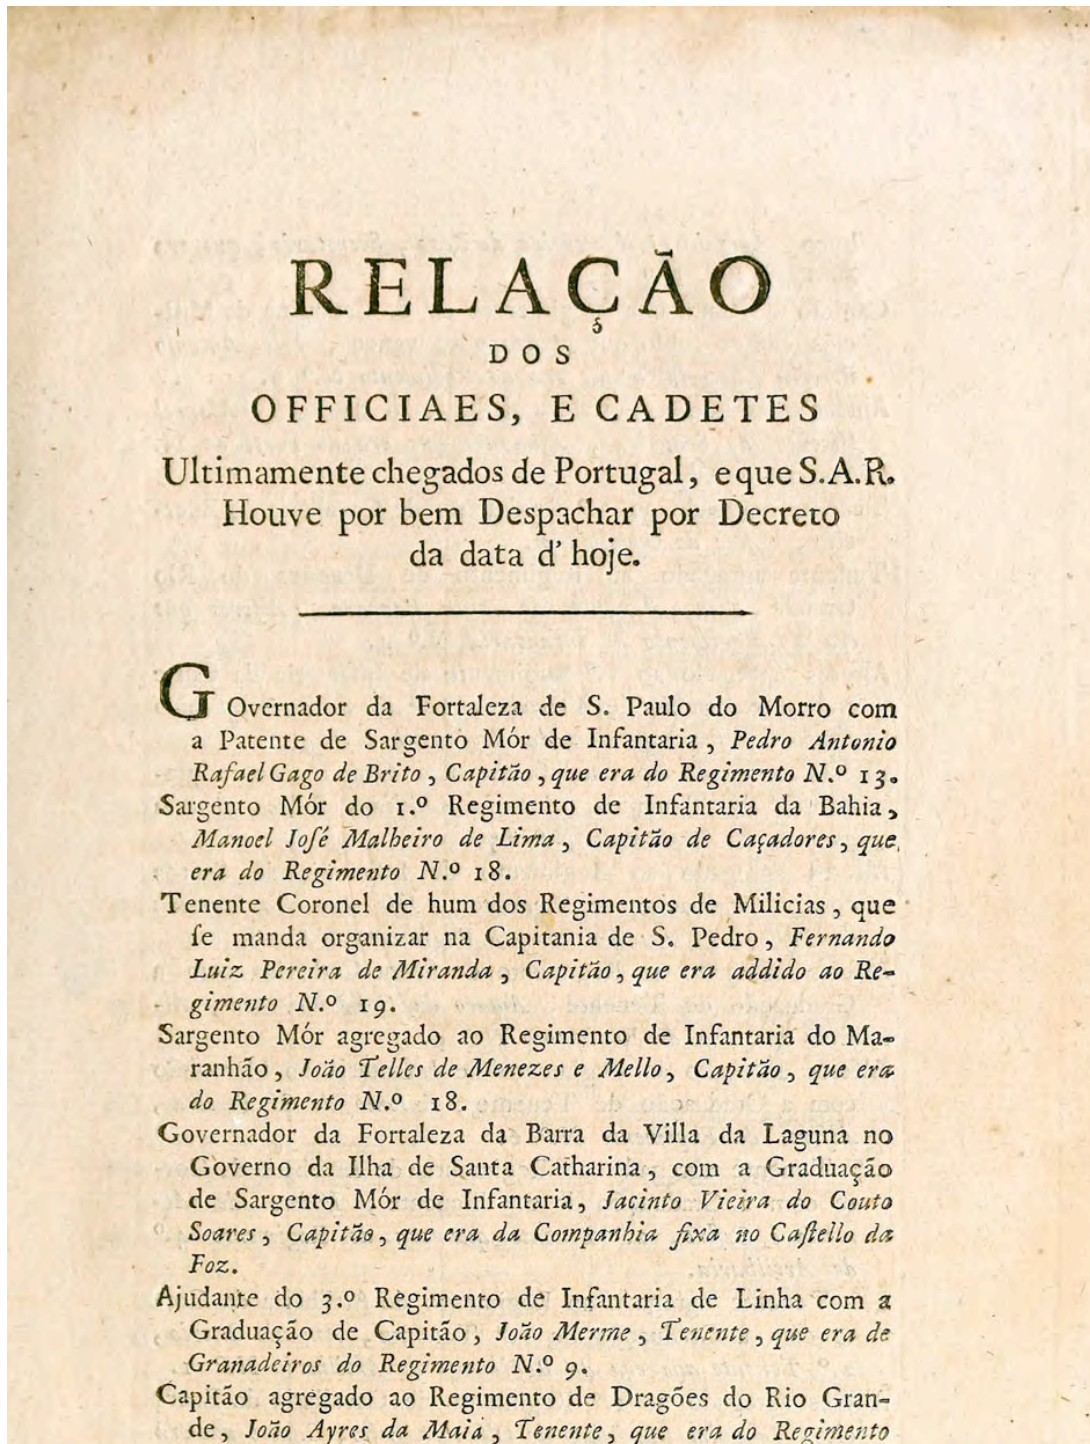 RELAÇÃO
DOS
OFFICIAES, E CADETES
Ultimamente chegados de Portugal, e que S.A.R.
Houve por bem Despachar por Decreto
da data d' hoje.
GOvernador da Fortaleza de S. Paulo do Morro com
a Patente de Sargento Mór de Infantaria, Pedro Antonio
Rafael Gago de Brito, Capitão, que era do Regimento N.º 13.
Sargento Mór do 1.º Regimento de Infantaria da Bahia,
Manoel Joſé Malheiro de Lima, Capitão de Caçadores, que
era do Regimento N.º 18.
Tenente Coronel de hum dos Regimentos de Milicias, que
ſe manda organizar na Capitania de S. Pedro, Fernando
Luiz Pereira de Miranda, Capitão, que era addido ao Re-
gimento N.º 19.
Sargento Mór agregado ao Regimento de Infantaria do Ma-
ranhão, João Telles de Menezes e Mello, Capitão, que era
do Regimento N.º 18.
Governador da Fortaleza da Barra da Villa da Laguna no
Governo da Ilha de Santa Catharina, com a Graduação
de Sargento Mór de Infantaria, Jacinto Vieira do Couto
Soares, Capitão, que era da Companhia fixa no Caſtello da
Foz.
Ajudante do 3.º Regimento de Infantaria de Linha com a
Graduação de Capitão, João Merme, Tenente, que era de
Granadeiros do Regimento N.º 9.
Capitão agregado ao Regimento de Dragões do Rio Gran-
de, João Ayres da Maia, Tenente, que era do Regimento